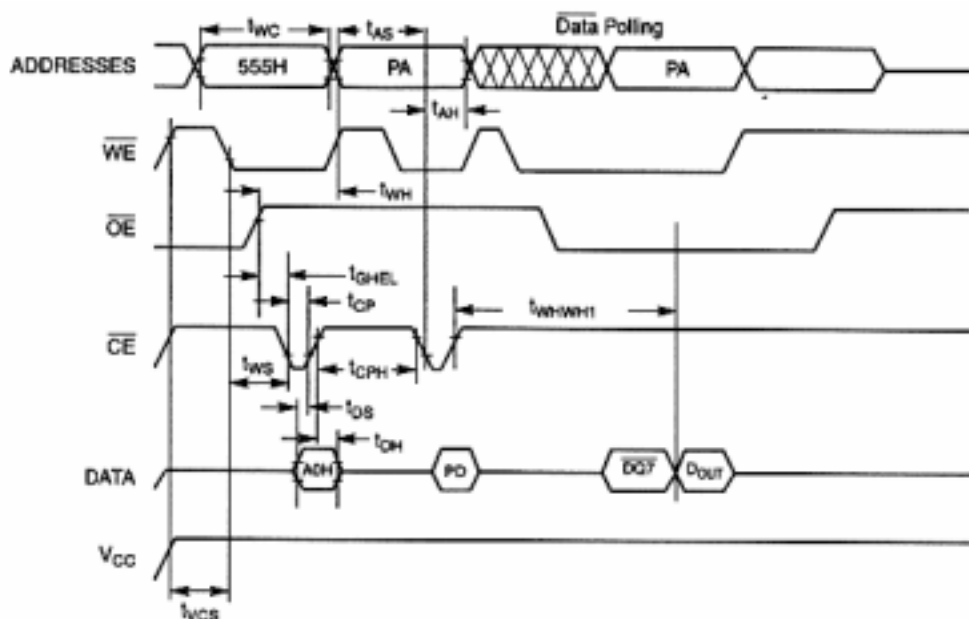 tWC
tAS
Data Polling
ADDRESSES
555H
PA
PA
tAH
WE
tWH
OE
tGHEL
tCP
tWHWH1
CE
tWS
tCPH
tDS
tDH
DATA
A0H
PD
DQ7
DOUT
VCC
tVCS